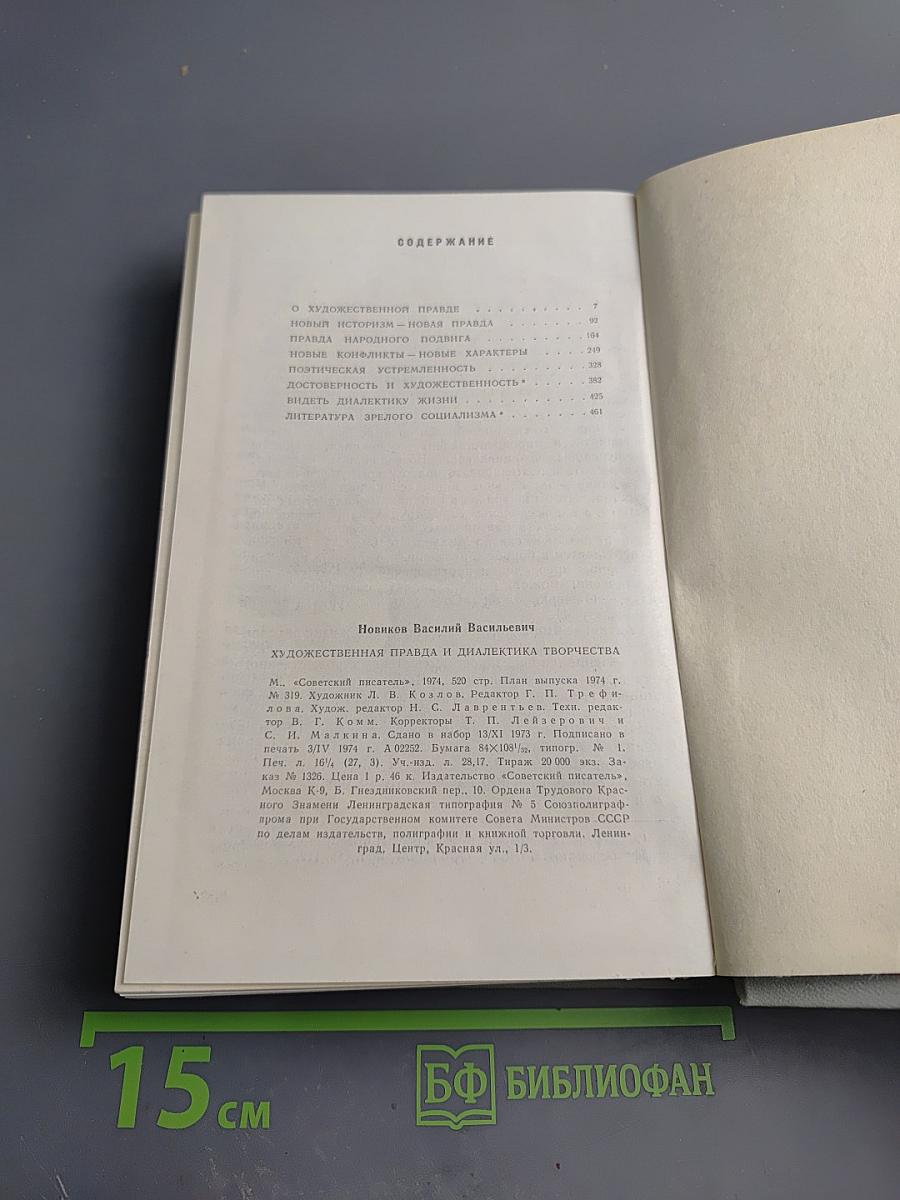 СОДЕРЖАНИЕ
О ХУДОЖЕСТВЕННОЙ ПРАВДЕ . . . . . . . . . . 7
НОВЫЙ ИСТОРИЗМ — НОВАЯ ПРАВДА . . . . . . . 92
ПРАВДА НАРОДНОГО ПОДВИГА . . . . . . . . . 164
НОВЫЕ КОНФЛИКТЫ — НОВЫЕ ХАРАКТЕРЫ . . . . 249
ПОЭТИЧЕСКАЯ УСТРЕМЛЕННОСТЬ . . . . . . . . . 328
ДОСТОВЕРНОСТЬ И ХУДОЖЕСТВЕННОСТЬ* . . . . . 382
ВИДЕТЬ ДИАЛЕКТИКУ ЖИЗНИ . . . . . . . . . . . 425
ЛИТЕРАТУРА ЗРЕЛОГО СОЦИАЛИЗМА* . . . . . . . 461
Новиков Василий Васильевич
ХУДОЖЕСТВЕННАЯ ПРАВДА И ДИАЛЕКТИКА ТВОРЧЕСТВА
М., «Советский писатель», 1974, 520 стр. План выпуска 1974 г.
№ 319. Художник Л. В. Козлов. Редактор Г. П. Трефи-
лова. Худож. редактор Н. С. Лаврентьев. Техн. редак-
тор В. Г. Комм. Корректоры Т. П. Лейзерович и
С. И. Малкина. Сдано в набор 13/XI 1973 г. Подписано в
печать 3/IV 1974 г. А 02252. Бумага 84×108¹/₃₂, типогр. № 1.
Печ. л. 16¼ (27, 3). Уч.-изд. л. 28,17. Тираж 20 000 экз. За-
каз № 1326. Цена 1 р. 46 к. Издательство «Советский писатель»,
Москва К-9, Б. Гнездниковский пер., 10. Ордена Трудового Крас-
ного Знамени Ленинградская типография № 5 Союзполиграф-
прома при Государственном комитете Совета Министров СССР
по делам издательств, полиграфии и книжной торговли. Ленин-
град, Центр, Красная ул., 1/3.
15 см
БФ БИБЛИОФАН